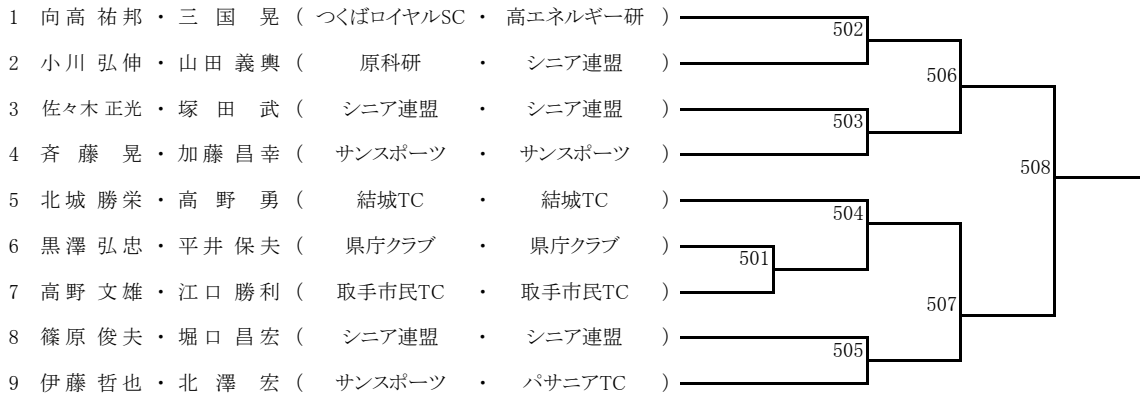 1 向高 祐邦 ・ 三国 晃 ( つくばロイヤルSC ・ 高エネルギー研 )
502
2 小川 弘伸 ・ 山田 義輿 ( 原科研 ・ シニア連盟 )
506
3 佐々木 正光 ・ 塚田 武 ( シニア連盟 ・ シニア連盟 )
503
4 斉藤 晃 ・ 加藤 昌幸 ( サンスポーツ ・ サンスポーツ )
508
5 北城 勝栄 ・ 高野 勇 ( 結城TC ・ 結城TC )
504
6 黒澤 弘忠 ・ 平井 保夫 ( 県庁クラブ ・ 県庁クラブ )
501
7 高野 文雄 ・ 江口 勝利 ( 取手市民TC ・ 取手市民TC )
507
8 篠原 俊夫 ・ 堀口 昌宏 ( シニア連盟 ・ シニア連盟 )
505
9 伊藤 哲也 ・ 北澤 宏 ( サンスポーツ ・ パサニアTC )